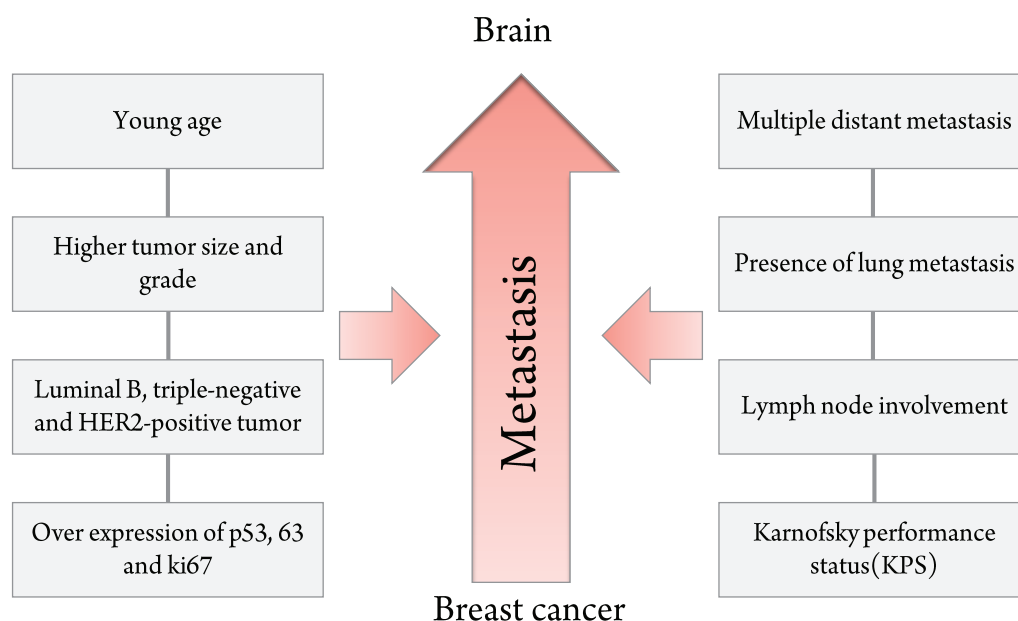 Brain
Young age
Higher tumor size and
grade
Luminal B, triple-negative
and HER2-positive tumor
Over expression of p53, 63
and ki67
Metastasis
Multiple distant metastasis
Presence of lung metastasis
Lymph node involvement
Karnofsky performance
status(KPS)
Breast cancer